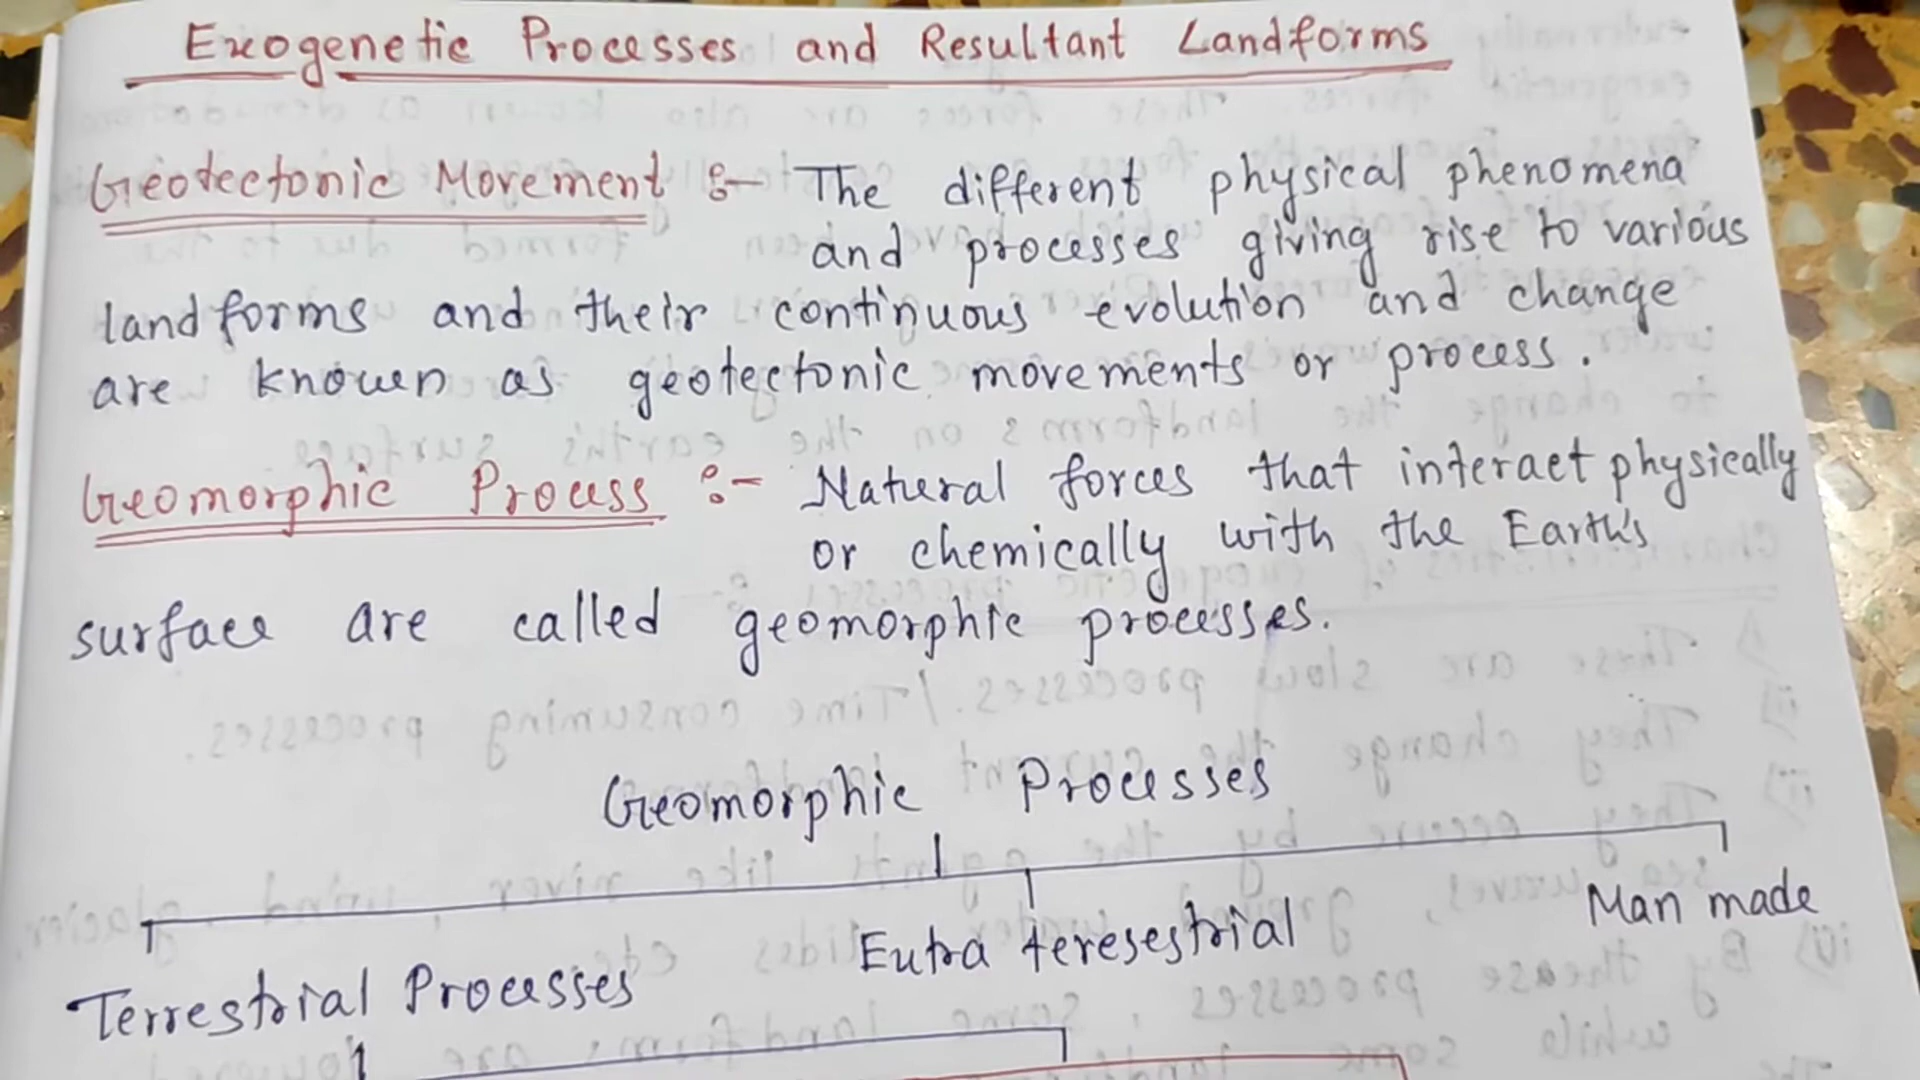 Exogenetic Processes and Resultant Landforms
Geotectonic Movement :- The different physical phenomena
and processes giving rise to various
landforms and their continuous evolution and change
are known as geotectonic movements or process.
Geomorphic Process :- Natural forces that interact physically
or chemically with the Earth's
surface are called geomorphic processes.
Geomorphic Processes
Terrestrial Processes Extra teresestrial Man made